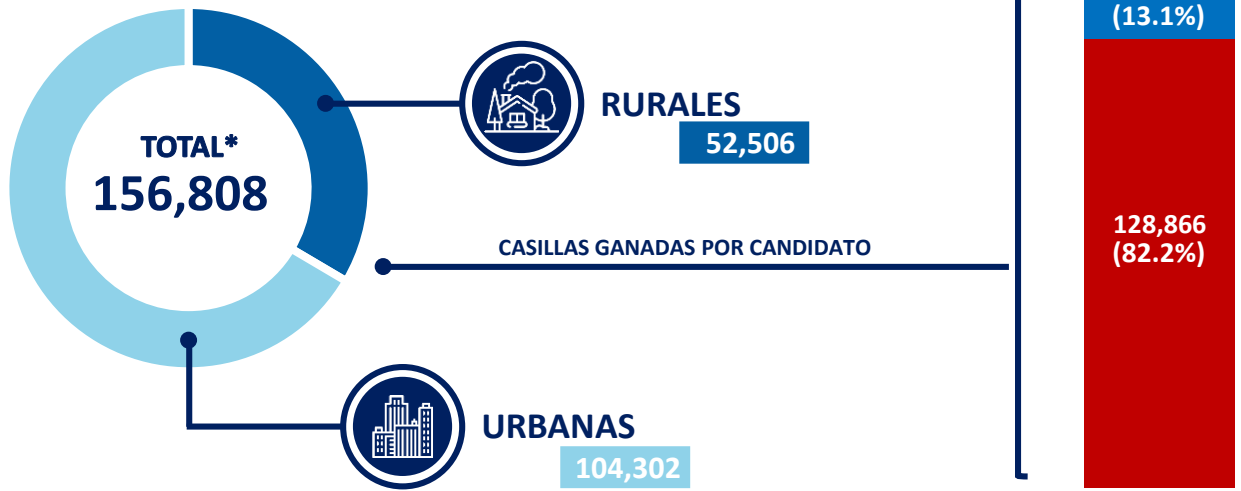 (13.1%)
RURALES
52,506
TOTAL*
156,808
CASILLAS GANADAS POR CANDIDATO
128,866
(82.2%)
URBANAS
104,302